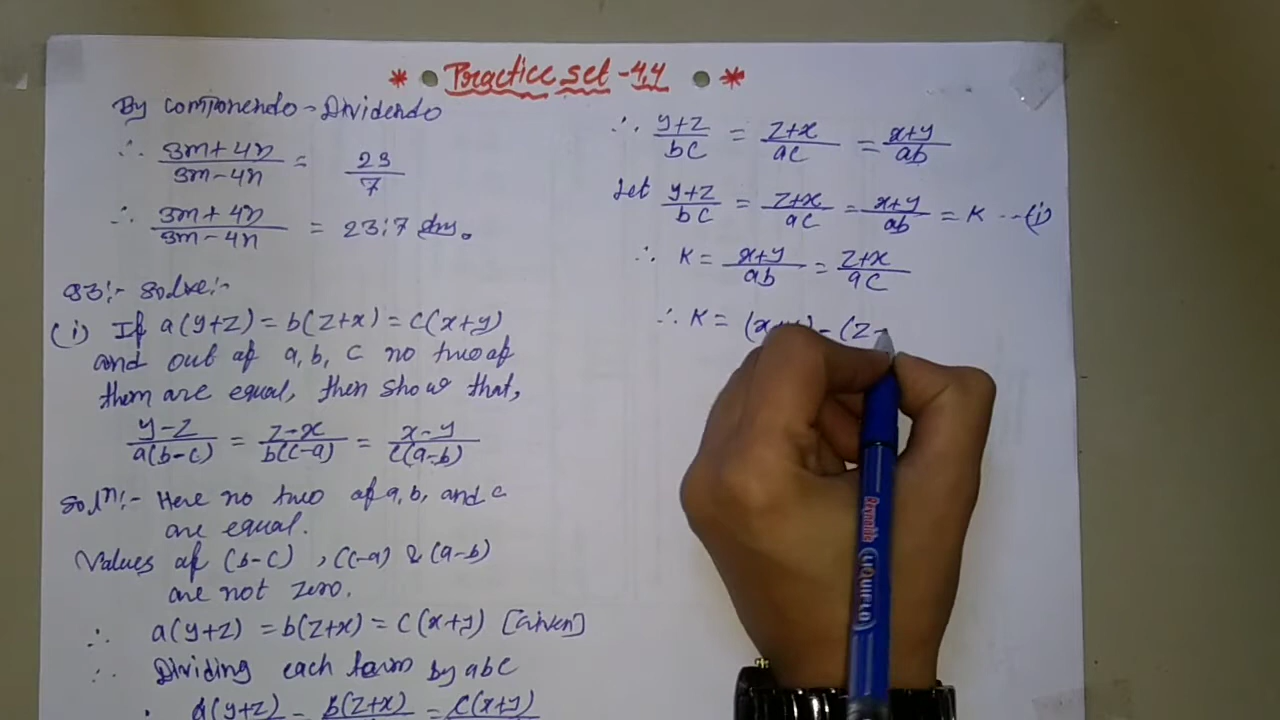 * Practice set - 4.4 *
By Componendo - Dividendo
∴ 3m+4n / 3m-4n = 23 / 7
∴ 3m+4n / 3m-4n = 23:7
Q3:- Solve:-
(i) If a(y+z) = b(z+x) = c(x+y)
and out of a, b, c no two of
them are equal, then show that,
y-z / a(b-c) = z-x / b(c-a) = x-y / c(a-b)
Solⁿ:- Here no two of a, b, and c
are equal.
Values of (b-c), (c-a) & (a-b)
are not zero.
∴ a(y+z) = b(z+x) = c(x+y) [Given]
∴ Dividing each term by abc
∴ a(y+z) = b(z+x) = c(x+y)
∴ y+z / bc = z+x / ac = x+y / ab
Let y+z / bc = z+x / ac = x+y / ab = K --(i)
∴ K = x+y / ab = z+x / ac
∴ K = (x+y) - (z
Reynolds
LIQUIFLO